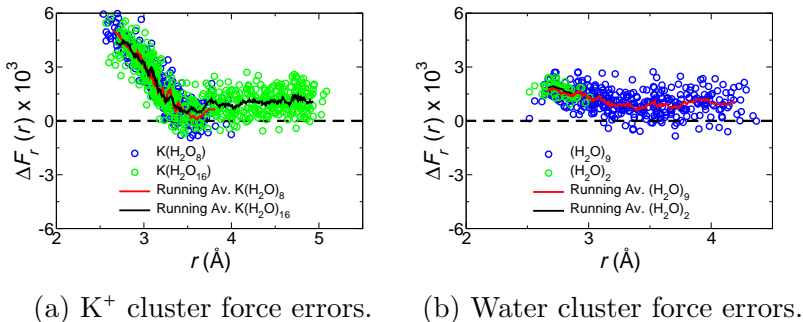 6
3
0
-3
-6
ΔF_r (r) x 10^3
K(H₂O₈)
K(H₂O₁₆)
Running Av. K(H₂O)₈
Running Av. K(H₂O)₁₆
2 3 4 5
r (Å)
(a) K⁺ cluster force errors.
6
3
0
-3
-6
ΔF_r (r) x 10^3
(H₂O)₉
(H₂O)₂
Running Av. (H₂O)₉
Running Av. (H₂O)₂
2 3 4
r (Å)
(b) Water cluster force errors.